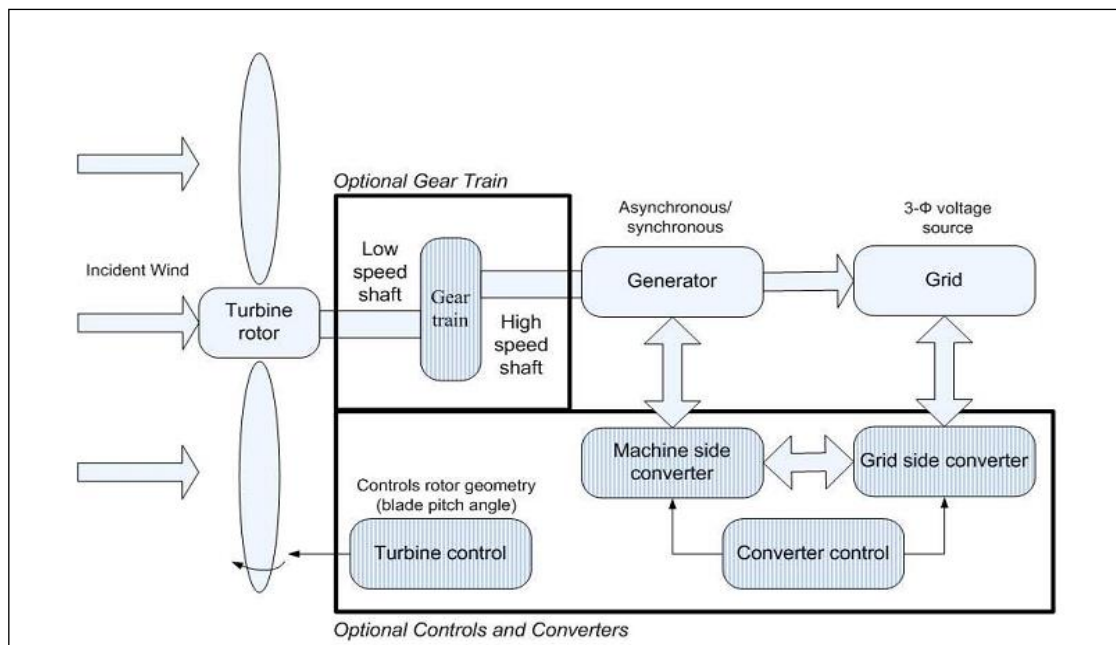 Optional Gear Train
Asynchronous/
synchronous
3-Φ voltage
source
Incident Wind
Low
speed
shaft
Gear
train
High
speed
shaft
Generator
Grid
Turbine
rotor
Machine side
converter
Grid side converter
Controls rotor geometry
(blade pitch angle)
Turbine control
Converter control
Optional Controls and Converters